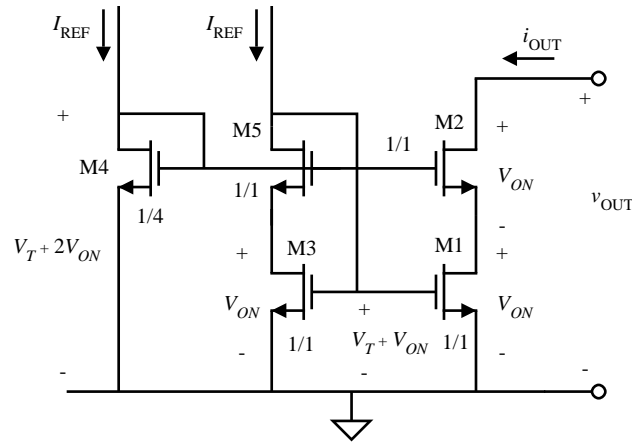 I_REF
I_REF
i_OUT
+
+
+
M5
M2
1/1
M4
1/1
V_ON
v_OUT
1/4
-
V_T + 2V_ON
+
M3
M1
+
V_ON
+
V_ON
V_T + V_ON
1/1
1/1
-
-
-
-
-